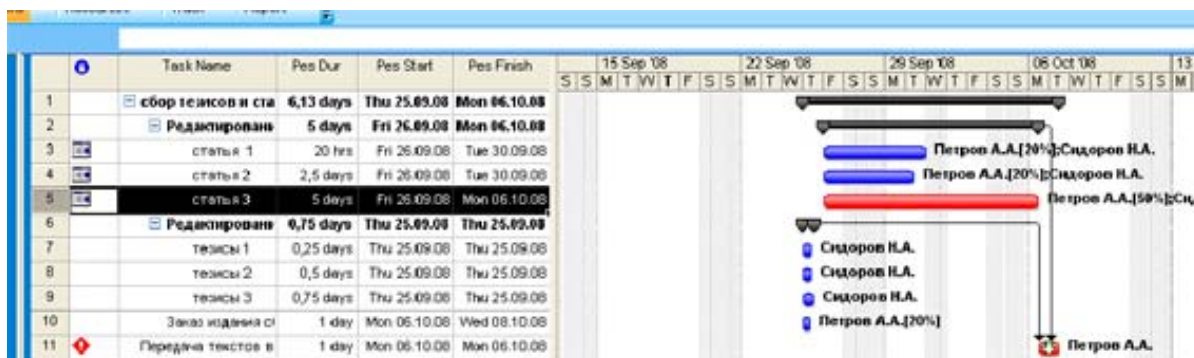 15 Sep '08 22 Sep '08 29 Sep '08 06 Oct '08 13
Task Name Pes Dur Pes Start Pes Finish S S M T W T F S S M T W T F S S M T W T F S S M T W T F S S M
1 сбор тезисов и ста 6,13 days Thu 25.09.08 Mon 06.10.08
2 Редактировани 5 days Fri 26.09.08 Mon 06.10.08
3 статья 1 20 hrs Fri 26.09.08 Tue 30.09.08 Петров А.А.[20%];Сидоров Н.А.
4 статья 2 2,5 days Fri 26.09.08 Tue 30.09.08 Петров А.А.[20%];Сидоров Н.А.
5 статья 3 5 days Fri 26.09.08 Mon 06.10.08 Петров А.А.[50%];Си
6 Редактировани 0,75 days Thu 25.09.08 Thu 25.09.08
7 тезисы 1 0,25 days Thu 25.09.08 Thu 25.09.08 Сидоров Н.А.
8 тезисы 2 0,5 days Thu 25.09.08 Thu 25.09.08 Сидоров Н.А.
9 тезисы 3 0,75 days Thu 25.09.08 Thu 25.09.08 Сидоров Н.А.
10 Заказ издания сб 1 day Mon 06.10.08 Wed 08.10.08 Петров А.А.[20%]
11 Передача текстов в 1 day Mon 06.10.08 Mon 06.10.08 Петров А.А.